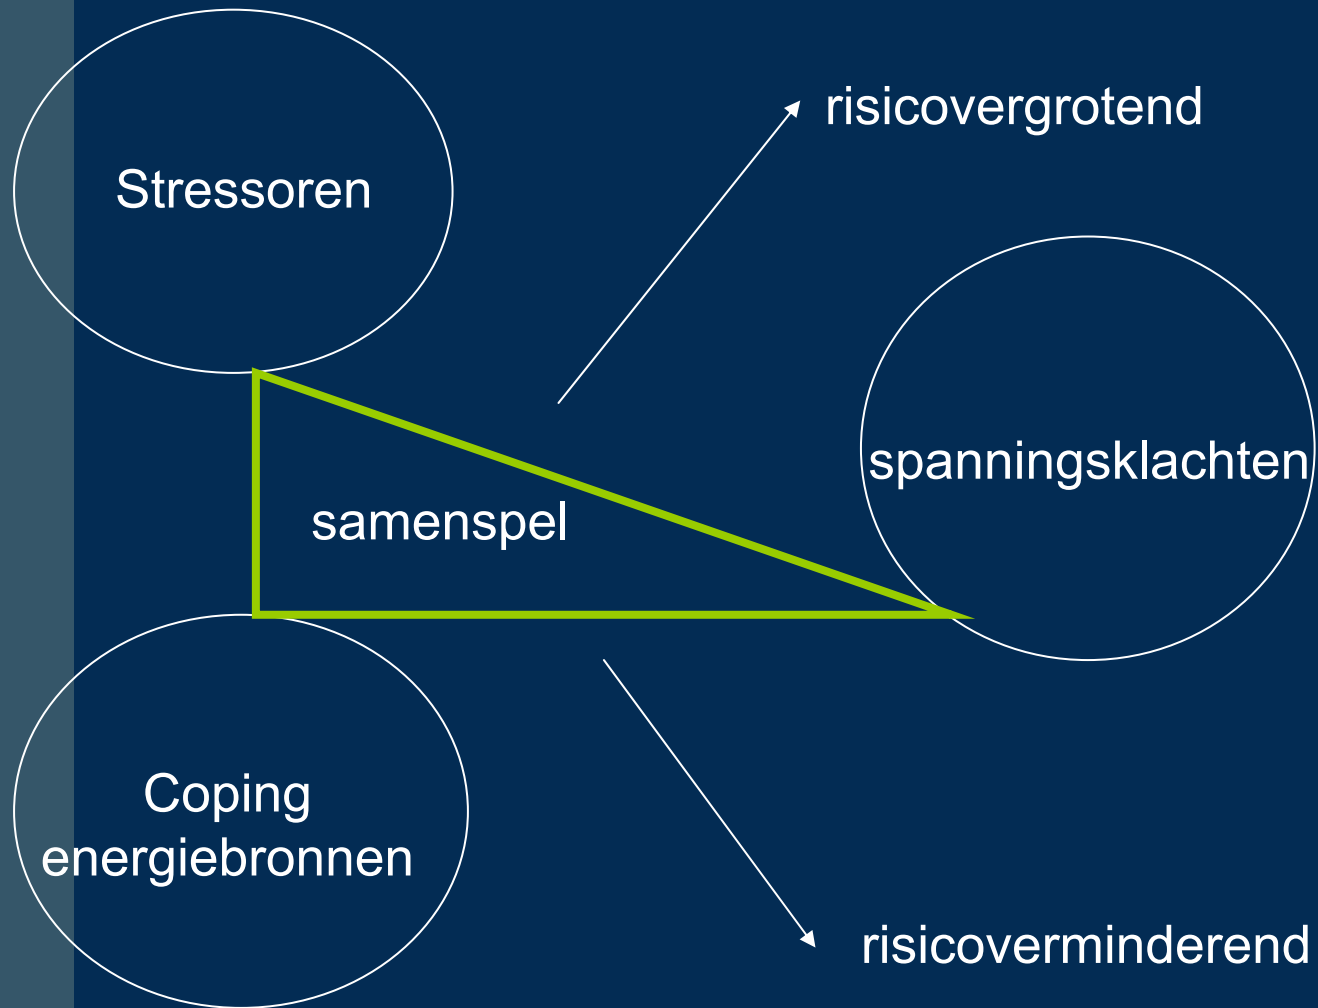 risicovergrotend
Stressoren
spanningsklachten
samenspel
Coping
energiebronnen
risicoverminderend